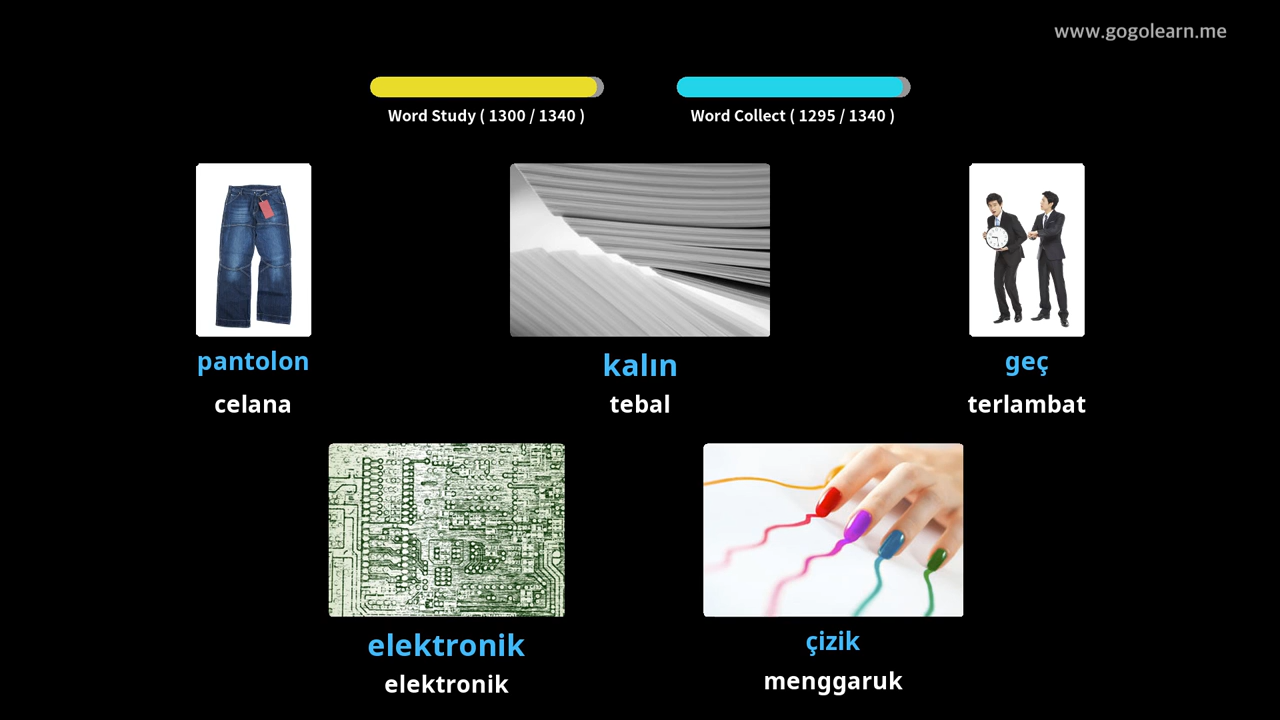 www.gogolearn.me
Word Study ( 1300 / 1340 )
Word Collect ( 1295 / 1340 )
pantolon
kalın
geç
celana
tebal
terlambat
elektronik
çizik
elektronik
menggaruk